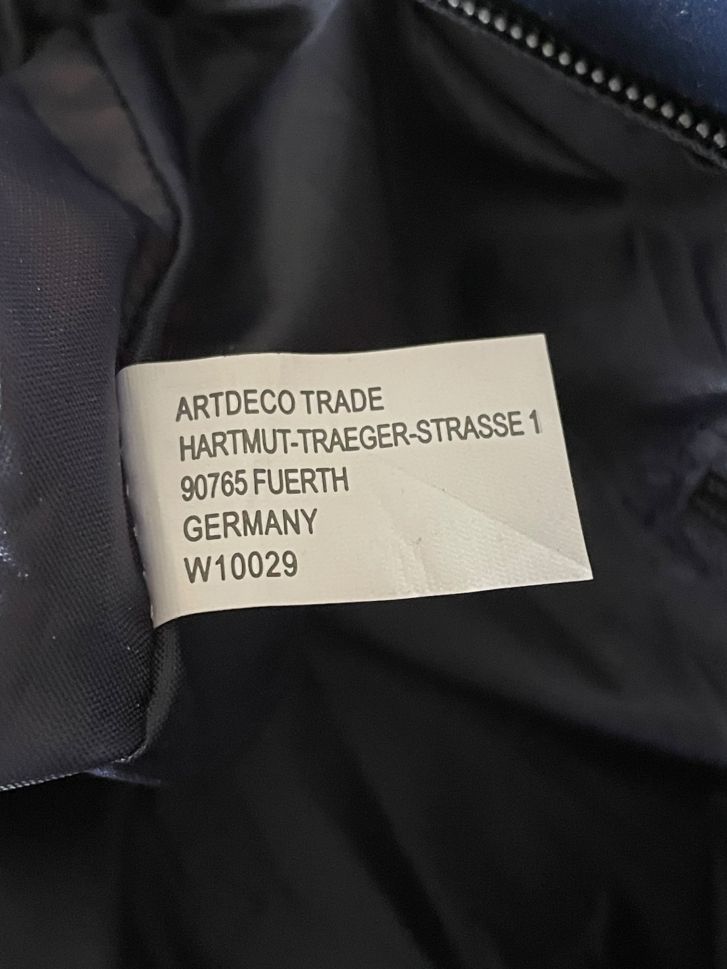 ARTDECO TRADE
HARTMUT-TRAEGER-STRASSE 1
90765 FUERTH
GERMANY
W10029